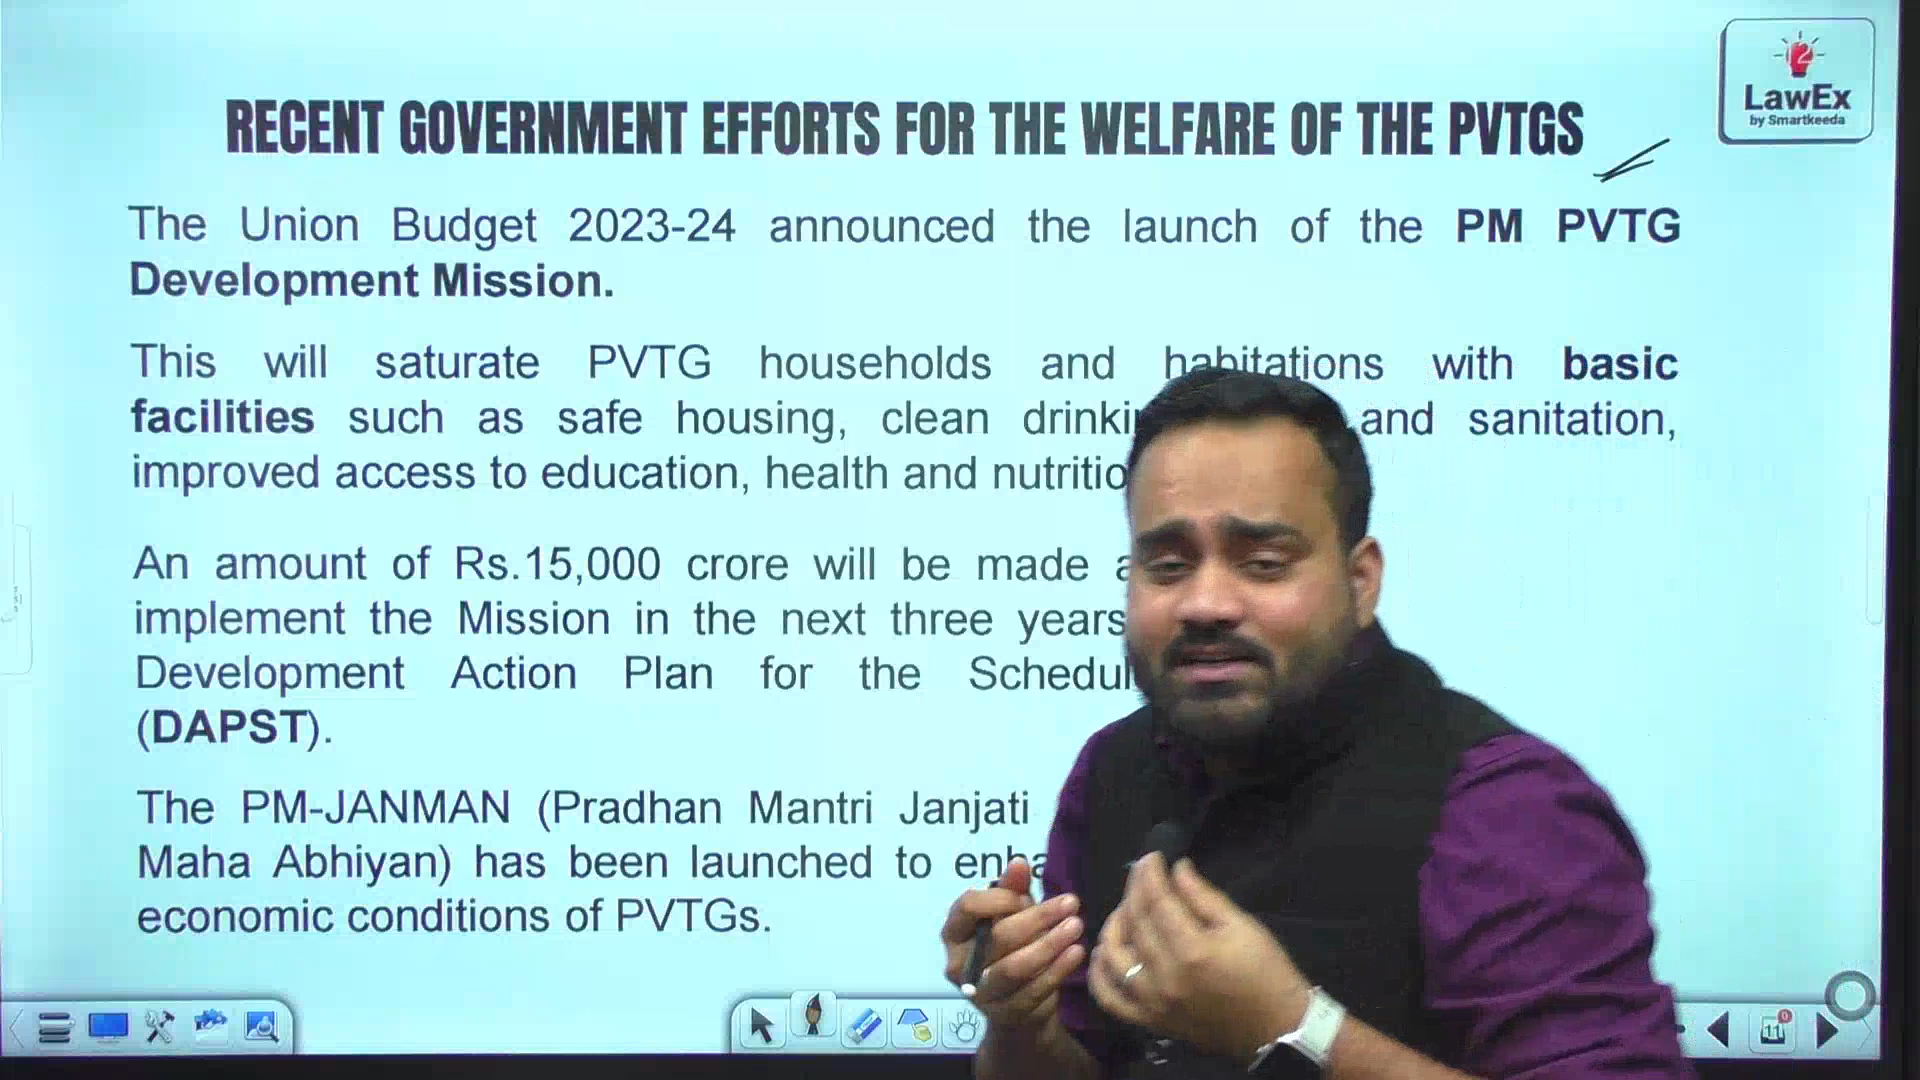 LawEx
by Smartkeeda
RECENT GOVERNMENT EFFORTS FOR THE WELFARE OF THE PVTGS
The Union Budget 2023-24 announced the launch of the PM PVTG
Development Mission.
This will saturate PVTG households and habitations with basic
facilities such as safe housing, clean and sanitation,
improved access to education, health and
An amount of Rs.15,000 crore will be made
implement the Mission in the next three years
Development Action Plan for the
(DAPST).
The PM-JANMAN (Pradhan Mantri Janjati
Maha Abhiyan) has been launched to
economic conditions of PVTGs.
11